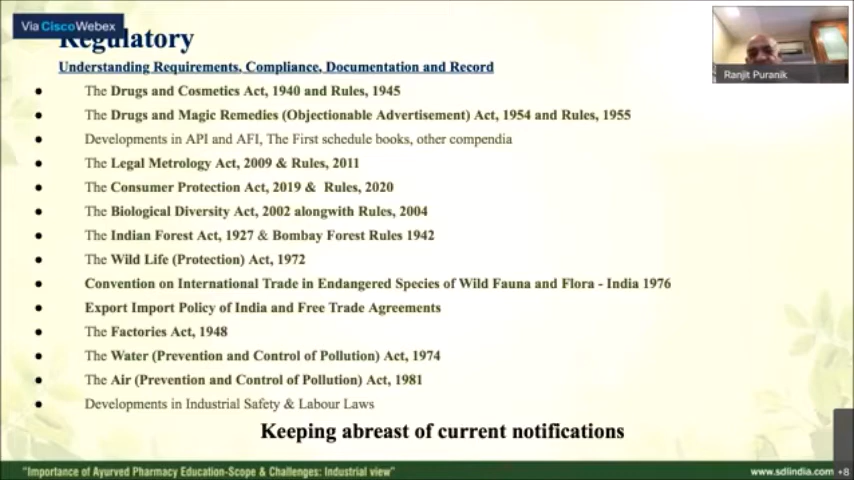 Via Cisco Webex
Regulatory
Understanding Requirements, Compliance, Documentation and Record
● The Drugs and Cosmetics Act, 1940 and Rules, 1945
● The Drugs and Magic Remedies (Objectionable Advertisement) Act, 1954 and Rules, 1955
● Developments in API and AFI, The First schedule books, other compendia
● The Legal Metrology Act, 2009 & Rules, 2011
● The Consumer Protection Act, 2019 & Rules, 2020
● The Biological Diversity Act, 2002 alongwith Rules, 2004
● The Indian Forest Act, 1927 & Bombay Forest Rules 1942
● The Wild Life (Protection) Act, 1972
● Convention on International Trade in Endangered Species of Wild Fauna and Flora - India 1976
● Export Import Policy of India and Free Trade Agreements
● The Factories Act, 1948
● The Water (Prevention and Control of Pollution) Act, 1974
● The Air (Prevention and Control of Pollution) Act, 1981
● Developments in Industrial Safety & Labour Laws
Keeping abreast of current notifications
"Importance of Ayurved Pharmacy Education-Scope & Challenges: Industrial view"
www.sdlindia.com
+8
Ranjit Puranik